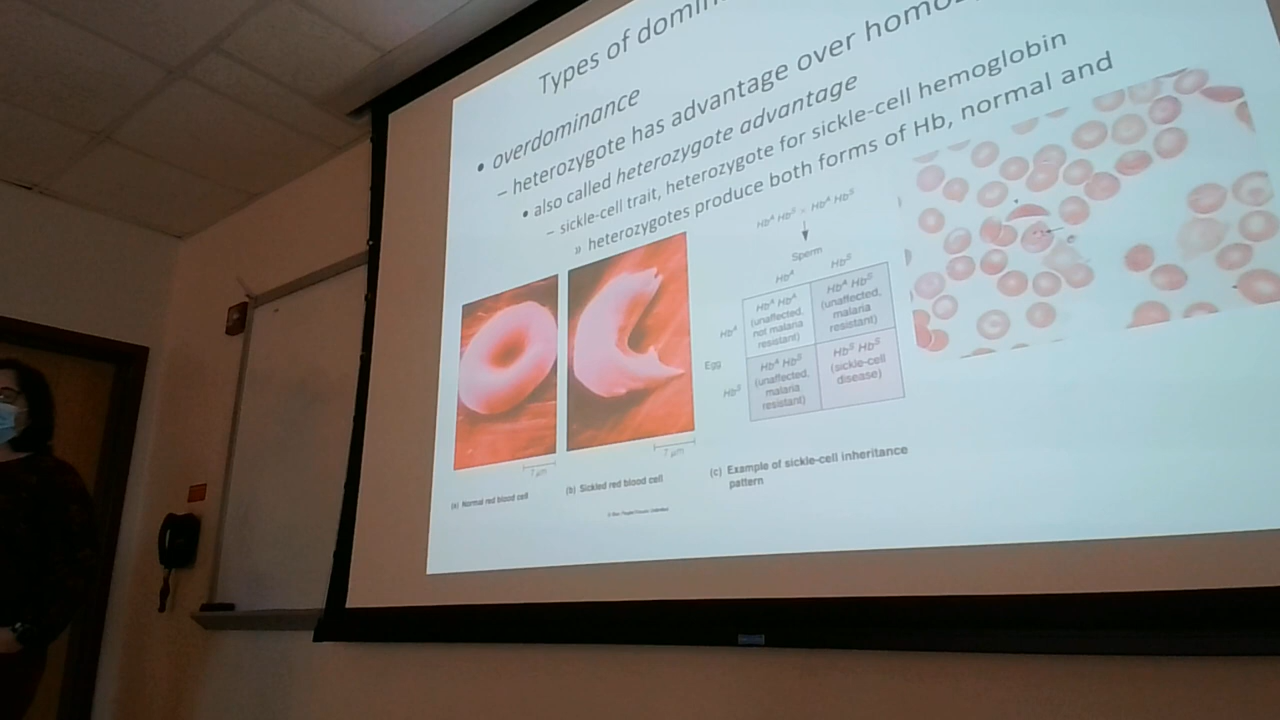 Types of domin
• overdominance
– heterozygote has advantage over homo
• also called heterozygote advantage
– sickle-cell trait, heterozygote for sickle-cell hemoglobin
» heterozygotes produce both forms of Hb, normal and
Hbᴬ Hbˢ × Hbᴬ Hbˢ
Sperm
Hbᴬ Hbˢ
Egg
Hbᴬ
Hbᴬ Hbᴬ
(unaffected,
not malaria
resistant)
Hbᴬ Hbˢ
(unaffected,
malaria
resistant)
Hbˢ
Hbᴬ Hbˢ
(unaffected,
malaria
resistant)
Hbˢ Hbˢ
(sickle-cell
disease)
7 µm
7 µm
(a) Normal red blood cell
(b) Sickled red blood cell
(c) Example of sickle-cell inheritance
pattern